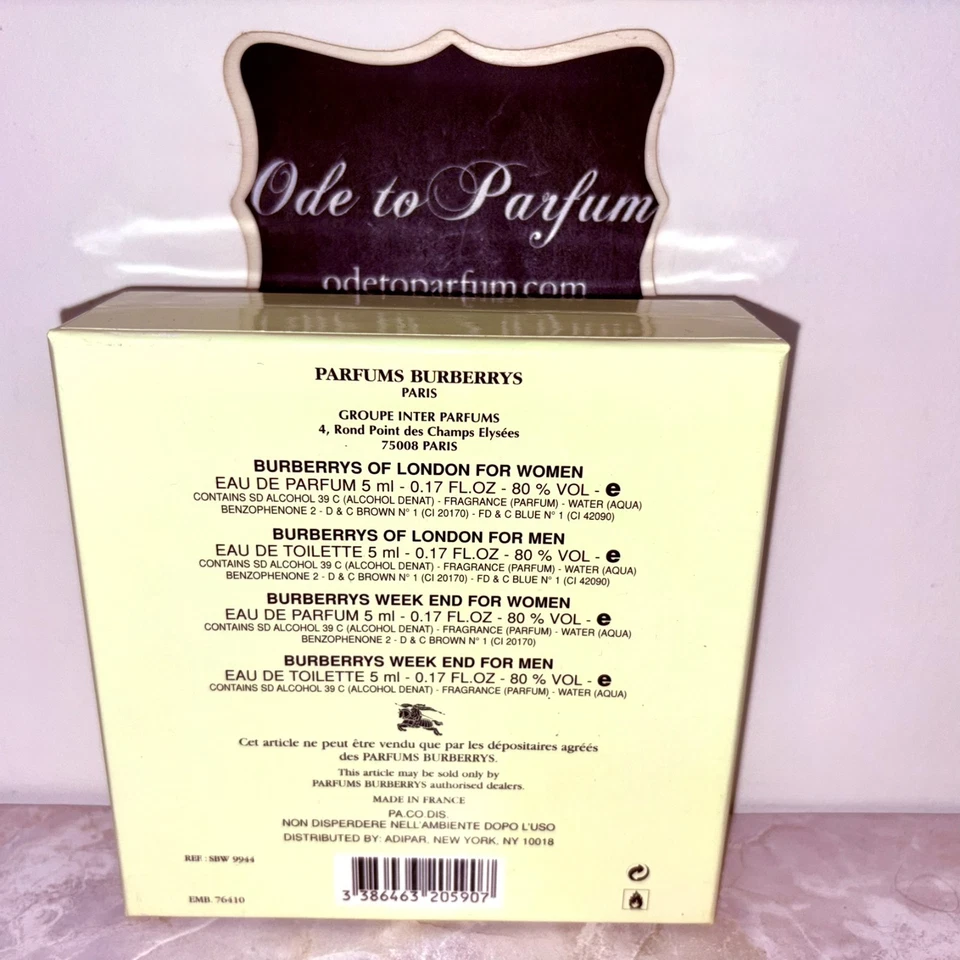 Ode to Parfum
odetoparfum.com
PARFUMS BURBERRYS
PARIS
GROUPE INTER PARFUMS
4, Rond Point des Champs Elysées
75008 PARIS
BURBERRYS OF LONDON FOR WOMEN
EAU DE PARFUM 5 ml - 0.17 FL.OZ - 80 % VOL - e
CONTAINS SD ALCOHOL 39 C (ALCOHOL DENAT) - FRAGRANCE (PARFUM) - WATER (AQUA)
BENZOPHENONE 2 - D & C BROWN N° 1 (CI 20170) - FD & C BLUE N° 1 (CI 42090)
BURBERRYS OF LONDON FOR MEN
EAU DE TOILETTE 5 ml - 0.17 FL.OZ - 80 % VOL - e
CONTAINS SD ALCOHOL 39 C (ALCOHOL DENAT) - FRAGRANCE (PARFUM) - WATER (AQUA)
BENZOPHENONE 2 - D & C BROWN N° 1 (CI 20170) - FD & C BLUE N° 1 (CI 42090)
BURBERRYS WEEK END FOR WOMEN
EAU DE PARFUM 5 ml - 0.17 FL.OZ - 80 % VOL - e
CONTAINS SD ALCOHOL 39 C (ALCOHOL DENAT) - FRAGRANCE (PARFUM) - WATER (AQUA)
BENZOPHENONE 2 - D & C BROWN N° 1 (CI 20170)
BURBERRYS WEEK END FOR MEN
EAU DE TOILETTE 5 ml - 0.17 FL.OZ - 80 % VOL - e
CONTAINS SD ALCOHOL 39 C (ALCOHOL DENAT) - FRAGRANCE (PARFUM) - WATER (AQUA)
Cet article ne peut être vendu que par les dépositaires agréés
des PARFUMS BURBERRYS.
This article may be sold only by
PARFUMS BURBERRYS authorised dealers.
MADE IN FRANCE
PA.CO.DIS.
NON DISPERDERE NELL'AMBIENTE DOPO L'USO
DISTRIBUTED BY: ADIPAR, NEW YORK, NY 10018
REF : SBW 9944
EMB. 76410
3 386463 205907